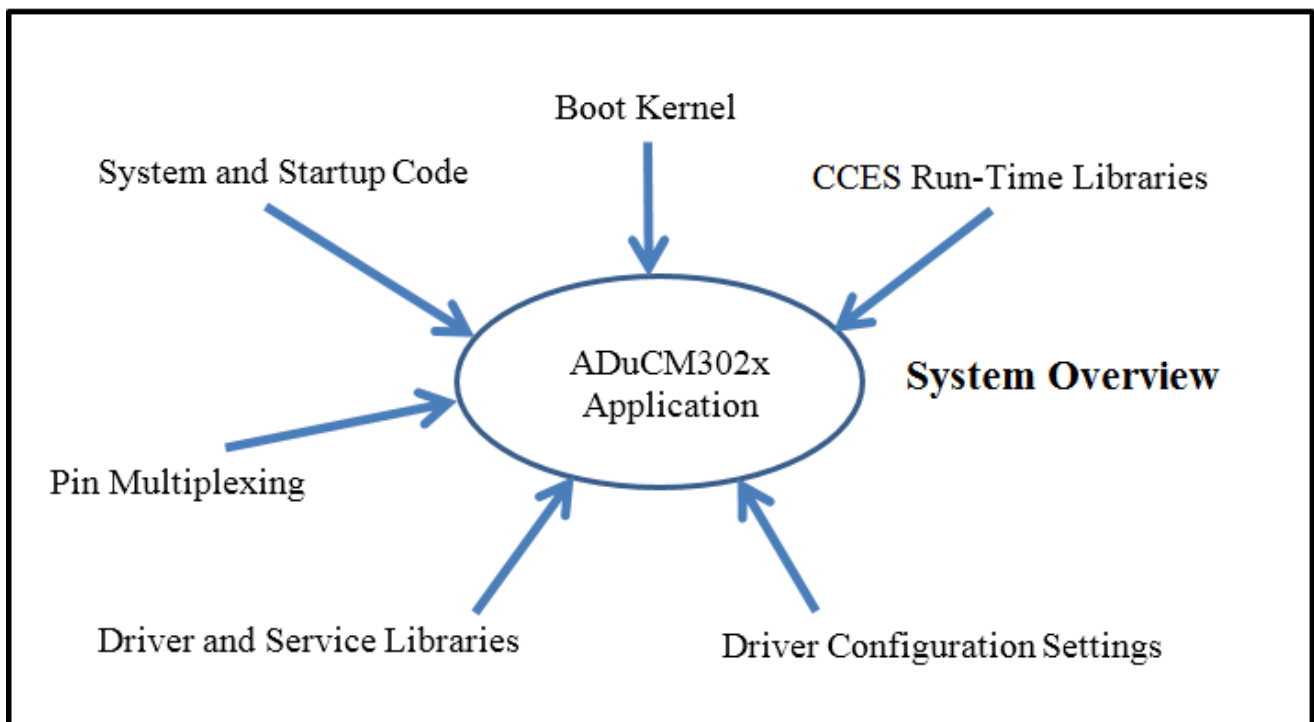 Boot Kernel
System and Startup Code
CCES Run-Time Libraries
ADuCM302x
Application
System Overview
Pin Multiplexing
Driver and Service Libraries
Driver Configuration Settings